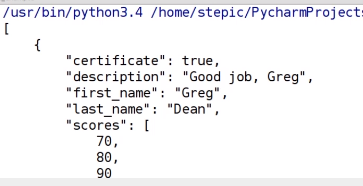 /usr/bin/python3.4 /home/stepic/PycharmProjects
[
    {
        "certificate": true,
        "description": "Good job, Greg",
        "first_name": "Greg",
        "last_name": "Dean",
        "scores": [
            70,
            80,
            90